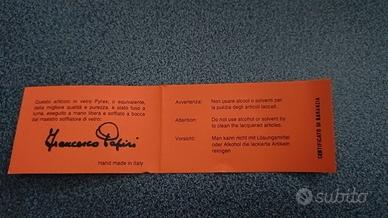 Questo articolo in vetro Pyrex, o equivalente,
della migliore qualità e purezza, è stato fuso a
lume, eseguito a mano libera e soffiato a bocca
dal maestro soffiatore di vetro:
Francesco Papini
Hand made in Italy
Avvertenza: Non usare alcool o solventi per
la pulizia degli articoli laccati.
Attention: Do not use alcohol or solvent by
to clean the lacquered articles.
Vorsicht: Man kann nicht mit Lösungsmittel
oder Alkohol die lackierte Artikeln
reinigen
CERTIFICATO DI GARANZIA
subito